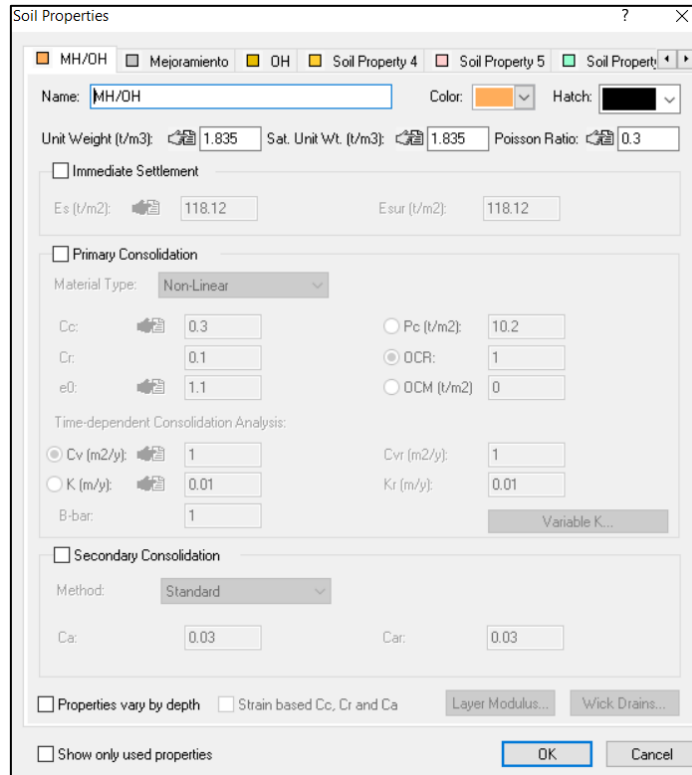 Soil Properties ? ×
MH/OH Mejoramiento OH Soil Property 4 Soil Property 5 Soil Property
Name: MH/OH Color: Hatch:
Unit Weight (t/m3): 1.835 Sat. Unit Wt. (t/m3): 1.835 Poisson Ratio: 0.3
Immediate Settlement
Es (t/m2): 118.12 Esur (t/m2): 118.12
Primary Consolidation
Material Type: Non-Linear
Cc: 0.3 Pc (t/m2): 10.2
Cr: 0.1 OCR: 1
e0: 1.1 OCM (t/m2) 0
Time-dependent Consolidation Analysis:
Cv (m2/y): 1 Cvr (m2/y): 1
K (m/y): 0.01 Kr (m/y): 0.01
B-bar: 1 Variable K...
Secondary Consolidation
Method: Standard
Ca: 0.03 Car: 0.03
Properties vary by depth Strain based Cc, Cr and Ca Layer Modulus... Wick Drains...
Show only used properties OK Cancel